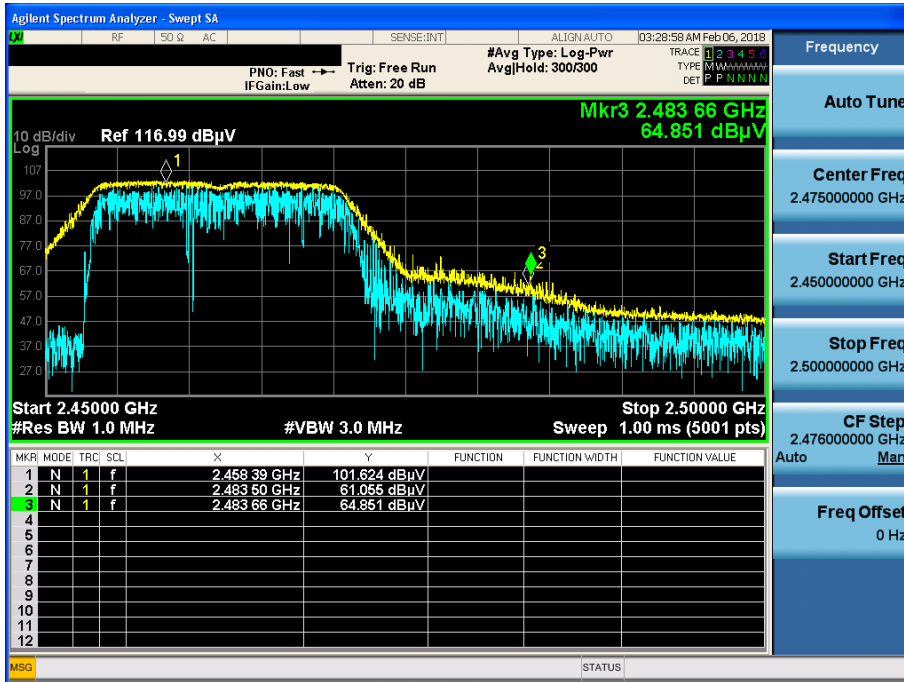 Agilent Spectrum Analyzer - Swept SA
LXI RF 50 Ω AC SENSE:INT ALIGN AUTO 03:28:58 AM Feb 06, 2018
PNO: Fast
IFGain:Low
Trig: Free Run
Atten: 20 dB
#Avg Type: Log-Pwr
Avg|Hold: 300/300
TRACE 1 2 3 4 5 6
TYPE M W W W W W
DET P P N N N N
Mkr3 2.483 66 GHz
64.851 dBµV
10 dB/div Ref 116.99 dBµV
Log
107
97.0
87.0
77.0
67.0
57.0
47.0
37.0
27.0
1
3
2
Start 2.45000 GHz Stop 2.50000 GHz
#Res BW 1.0 MHz #VBW 3.0 MHz Sweep 1.00 ms (5001 pts)
MKR MODE TRC SCL X Y FUNCTION FUNCTION WIDTH FUNCTION VALUE
1 N 1 f 2.458 39 GHz 101.624 dBµV
2 N 1 f 2.483 50 GHz 61.055 dBµV
3 N 1 f 2.483 66 GHz 64.851 dBµV
4
5
6
7
8
9
10
11
12
MSG STATUS
Frequency
Auto Tune
Center Freq
2.475000000 GHz
Start Freq
2.450000000 GHz
Stop Freq
2.500000000 GHz
CF Step
2.476000000 GHz
Auto Man
Freq Offset
0 Hz